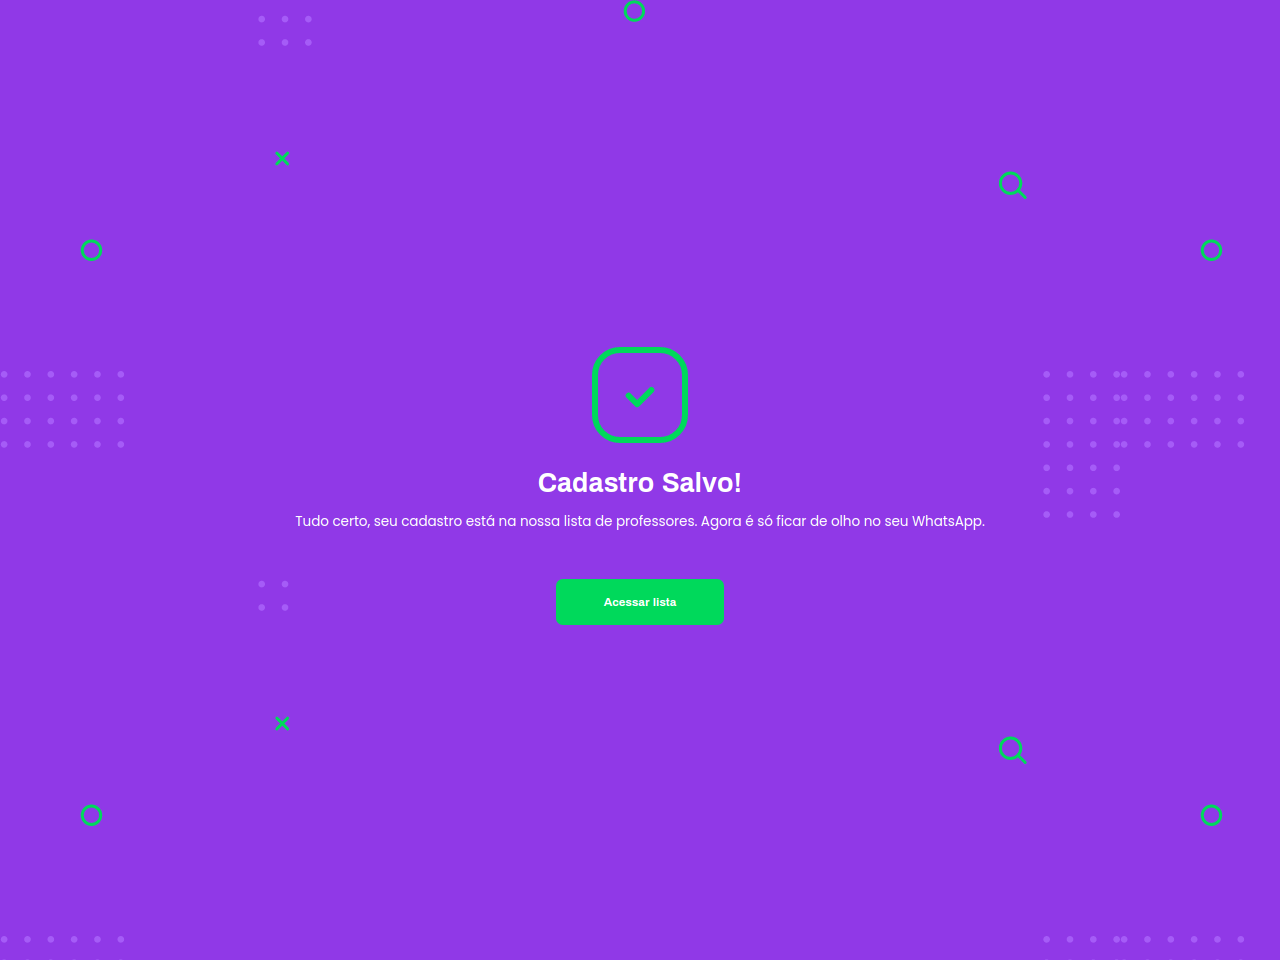 Cadastro Salvo!
Tudo certo, seu cadastro está na nossa lista de professores. Agora é só ficar de olho no seu WhatsApp.
Acessar lista